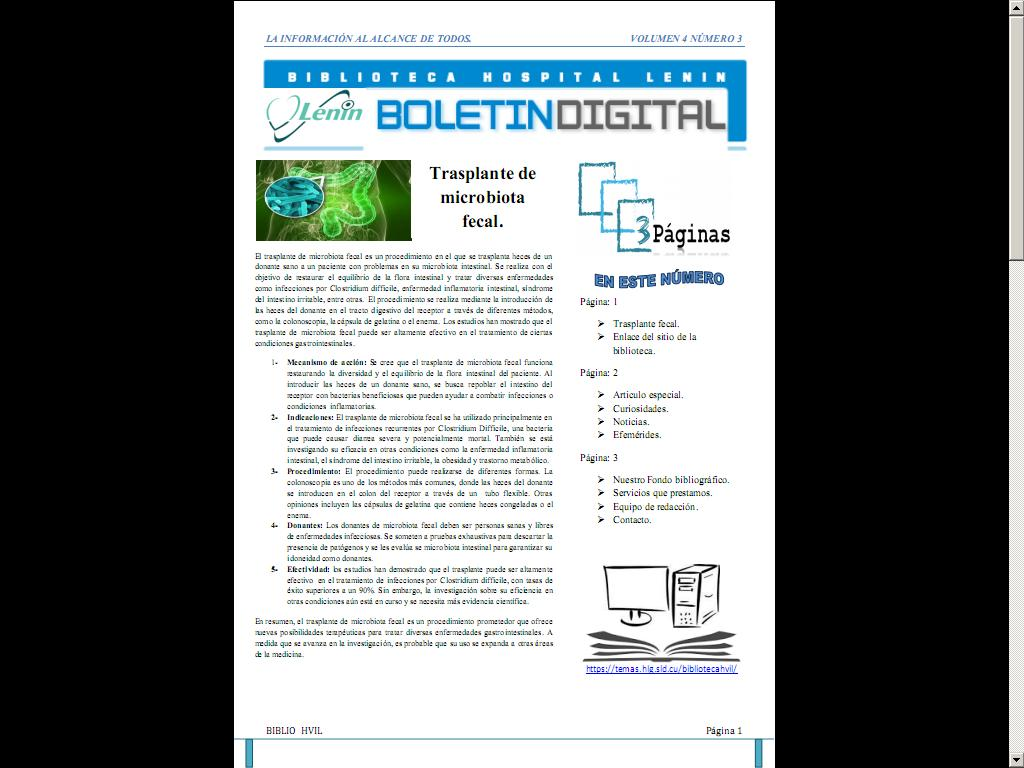 LA INFORMACIÓN AL ALCANCE DE TODOS.
VOLUMEN 4 NÚMERO 3
BIBLIOTECA HOSPITAL LENIN
Lenin
BOLETINDIGITAL
Trasplante de
microbiota
fecal.
El trasplante de microbiota fecal es un procedimiento en el que se trasplanta heces de un
donante sano a un paciente con problemas en su microbiota intestinal. Se realiza con el
objetivo de restaurar el equilibrio de la flora intestinal y tratar diversas enfermedades
como infecciones por Clostridium difficile, enfermedad inflamatoria intestinal, síndrome
del intestino irritable, entre otras. El procedimiento se realiza mediante la introducción de
las heces del donante en el tracto digestivo del receptor a través de diferentes métodos,
como la colonoscopia, la cápsula de gelatina o el enema. Los estudios han mostrado que el
trasplante de microbiota fecal puede ser altamente efectivo en el tratamiento de ciertas
condiciones gastrointestinales.
1- Mecanismo de acción: Se cree que el trasplante de microbiota fecal funciona
restaurando la diversidad y el equilibrio de la flora intestinal del paciente. Al
introducir las heces de un donante sano, se busca repoblar el intestino del
receptor con bacterias beneficiosas que pueden ayudar a combatir infecciones o
condiciones inflamatorias.
2- Indicaciones: El trasplante de microbiota fecal se ha utilizado principalmente en
el tratamiento de infecciones recurrentes por Clostridium Difficile, una bacteria
que puede causar diarrea severa y potencialmente mortal. También se está
investigando su eficacia en otras condiciones como la enfermedad inflamatoria
intestinal, el síndrome del intestino irritable, la obesidad y trastorno metabólico.
3- Procedimiento: El procedimiento puede realizarse de diferentes formas. La
colonoscopia es uno de los métodos más comunes, donde las heces del donante
se introducen en el colon del receptor a través de un tubo flexible. Otras
opiniones incluyen las cápsulas de gelatina que contiene heces congeladas o el
enema.
4- Donantes: Los donantes de microbiota fecal deben ser personas sanas y libres
de enfermedades infecciosas. Se someten a pruebas exhaustivas para descartar la
presencia de patógenos y se les evalúa se microbiota intestinal para garantizar su
idoneidad como donantes.
5- Efectividad: los estudios han demostrado que el trasplante puede ser altamente
efectivo en el tratamiento de infecciones por Clostridium difficile, con tasas de
éxito superiores a un 90%. Sin embargo, la investigación sobre su eficiencia en
otras condiciones aún está en curso y se necesita más evidencia científica.
En resumen, el trasplante de microbiota fecal es un procedimiento prometedor que ofrece
nuevas posibilidades terapéuticas para tratar diversas enfermedades gastrointestinales. A
medida que se avanza en la investigación, es probable que su uso se expanda a otras áreas
de la medicina.
3 Páginas
EN ESTE NÚMERO
Página: 1
➢ Trasplante fecal.
➢ Enlace del sitio de la
biblioteca.
Página: 2
➢ Artículo especial.
➢ Curiosidades.
➢ Noticias.
➢ Efemérides.
Página: 3
➢ Nuestro Fondo bibliográfico.
➢ Servicios que prestamos.
➢ Equipo de redacción.
➢ Contacto.
https://temas.hlg.sld.cu/bibliotecahvil/
BIBLIO HVIL
Página 1